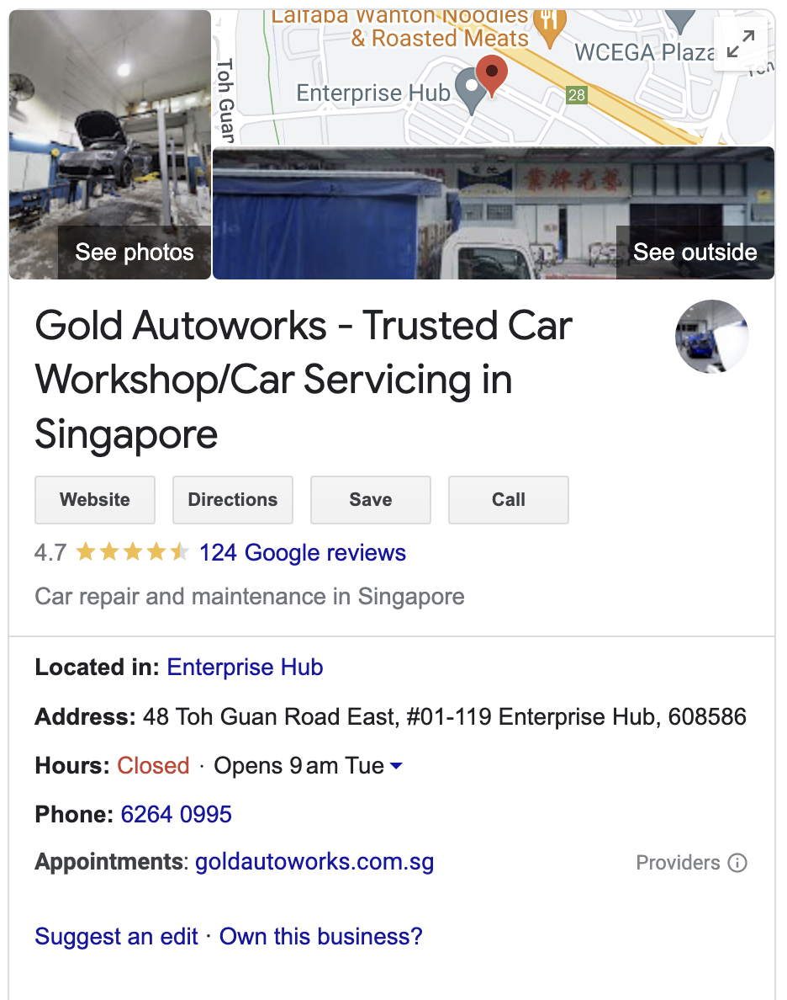 Laifaba Wanton Noodles
& Roasted Meats
WCEGA Plaza
Toh Guan
Enterprise Hub
28
Toh
See photos
See outside
Gold Autoworks - Trusted Car
Workshop/Car Servicing in
Singapore
Website
Directions
Save
Call
4.7
124 Google reviews
Car repair and maintenance in Singapore
Located in: Enterprise Hub
Address: 48 Toh Guan Road East, #01-119 Enterprise Hub, 608586
Hours: Closed · Opens 9 am Tue
Phone: 6264 0995
Appointments: goldautoworks.com.sg
Providers
Suggest an edit · Own this business?